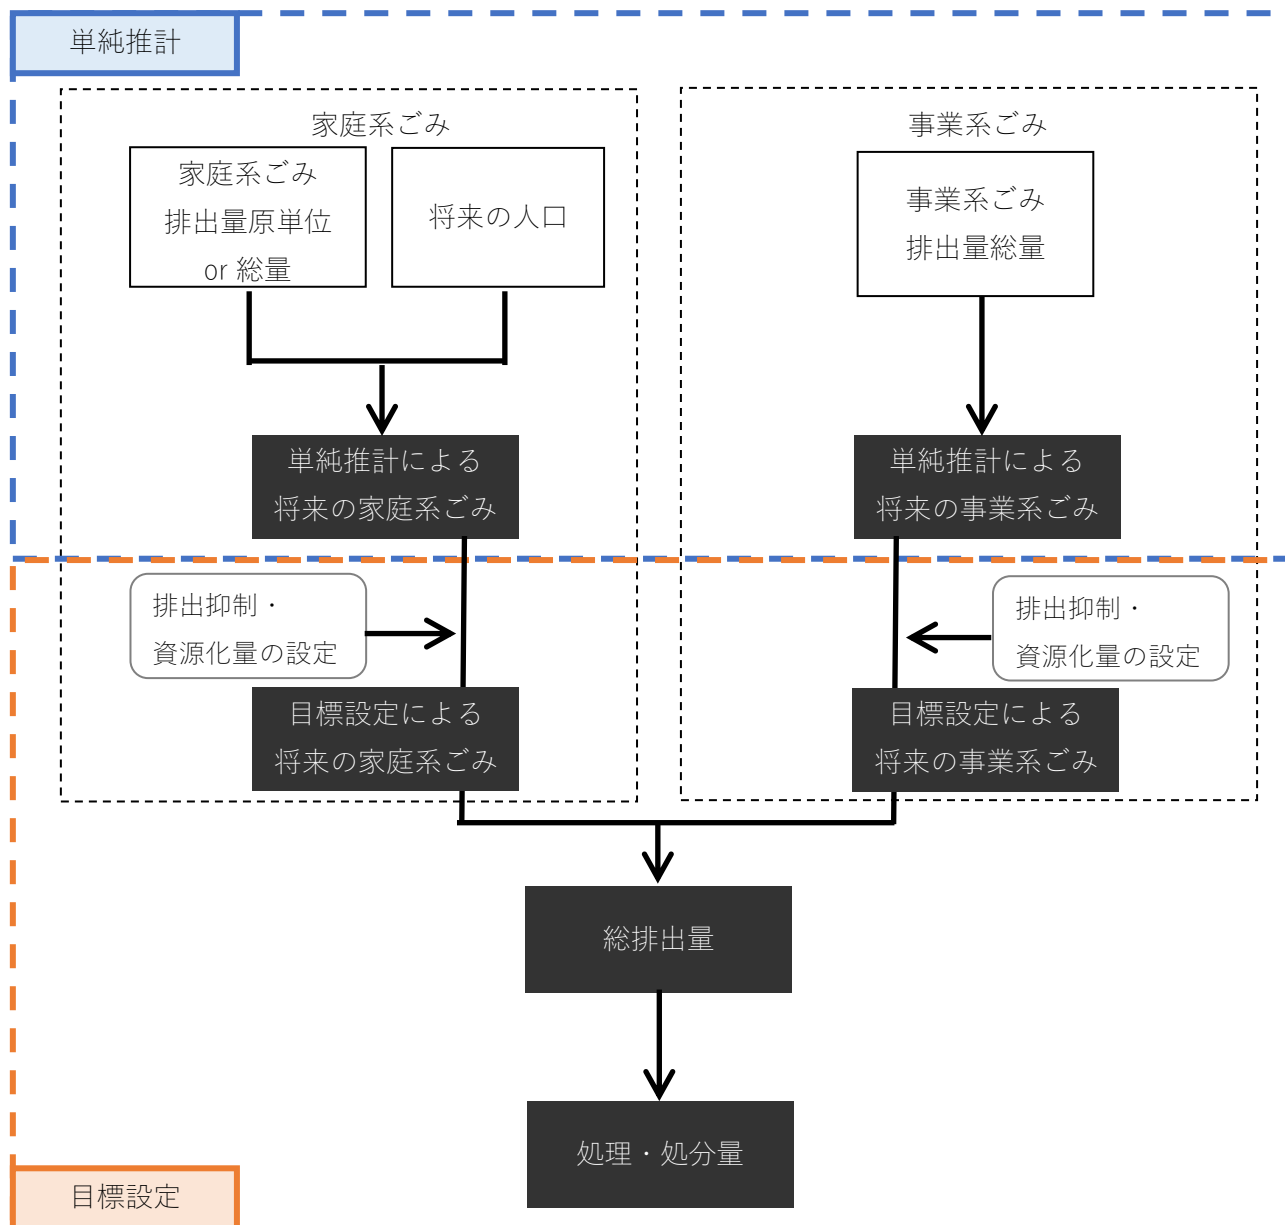 単純推計
家庭系ごみ
家庭系ごみ
排出量原単位
or 総量
将来の人口
単純推計による
将来の家庭系ごみ
事業系ごみ
事業系ごみ
排出量総量
単純推計による
将来の事業系ごみ
排出抑制・
資源化量の設定
目標設定による
将来の家庭系ごみ
排出抑制・
資源化量の設定
目標設定による
将来の事業系ごみ
総排出量
処理・処分量
目標設定